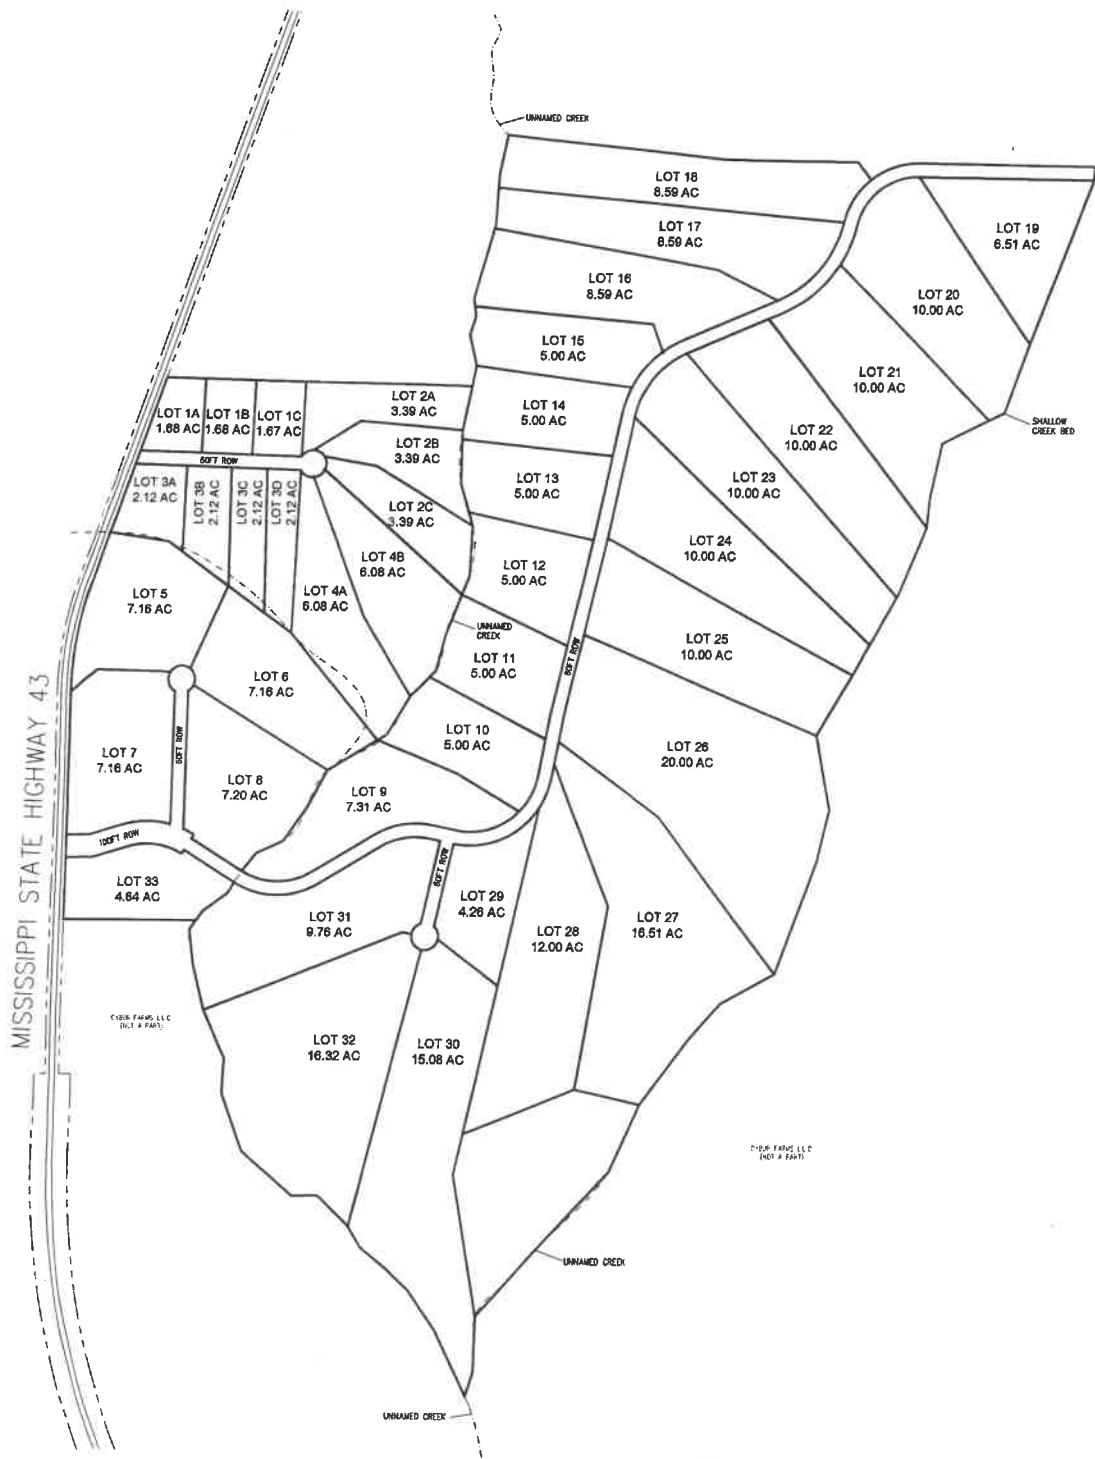 UNNAMED CREEK
LOT 18
8.59 AC
LOT 17
8.59 AC
LOT 19
6.51 AC
LOT 16
8.59 AC
LOT 20
10.00 AC
LOT 15
5.00 AC
LOT 21
10.00 AC
LOT 14
5.00 AC
LOT 22
10.00 AC
SHALLOW
CREEK BED
LOT 1A
1.68 AC
LOT 1B
1.68 AC
LOT 1C
1.67 AC
LOT 2A
3.39 AC
LOT 2B
3.39 AC
60FT ROW
LOT 3A
2.12 AC
LOT 3B
2.12 AC
LOT 3C
2.12 AC
LOT 3D
2.12 AC
LOT 2C
3.39 AC
LOT 13
5.00 AC
LOT 23
10.00 AC
LOT 24
10.00 AC
LOT 4B
6.08 AC
LOT 4A
6.08 AC
LOT 12
5.00 AC
LOT 5
7.16 AC
UNNAMED
CREEK
LOT 25
10.00 AC
LOT 11
5.00 AC
60FT ROW
LOT 6
7.16 AC
LOT 10
5.00 AC
LOT 26
20.00 AC
MISSISSIPPI STATE HIGHWAY 43
LOT 7
7.16 AC
60FT ROW
LOT 8
7.20 AC
LOT 9
7.31 AC
100FT ROW
60FT ROW
LOT 33
4.64 AC
LOT 29
4.26 AC
LOT 31
9.76 AC
LOT 28
12.00 AC
LOT 27
16.51 AC
CYBUR FARMS LLC
(NOT A PART)
LOT 32
16.32 AC
LOT 30
15.08 AC
CYBUR FARMS LLC
(NOT A PART)
UNNAMED CREEK
UNNAMED CREEK